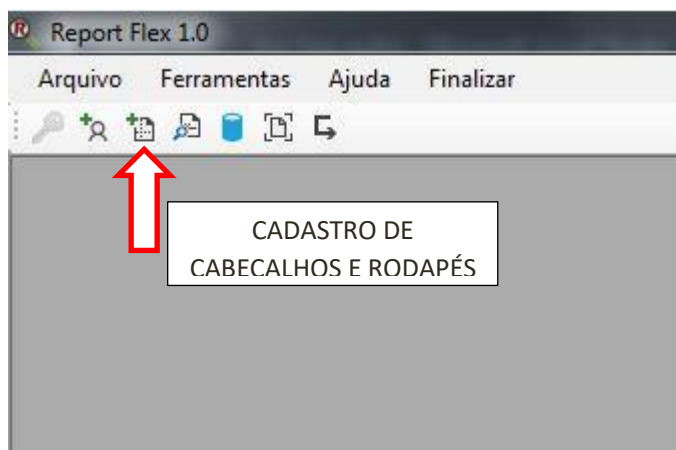 ® Report Flex 1.0
Arquivo Ferramentas Ajuda Finalizar
CADASTRO DE
CABECALHOS E RODAPÉS